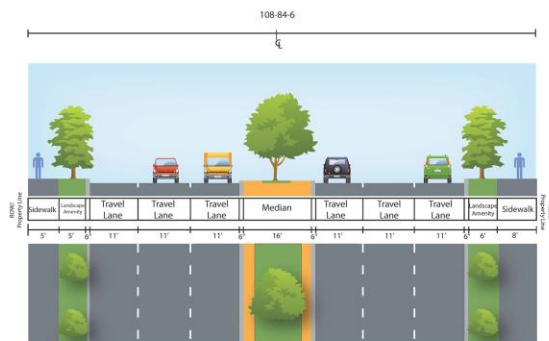 108-84-6
℄
ROW/
Property Line
Sidewalk
Landscape
Amenity
Travel
Lane
Travel
Lane
Travel
Lane
Median
Travel
Lane
Travel
Lane
Travel
Lane
Landscape
Amenity
Sidewalk
Property Line
5' 5' 6" 11' 11' 11' 6" 16' 6" 11' 11' 11' 6" 6' 8'